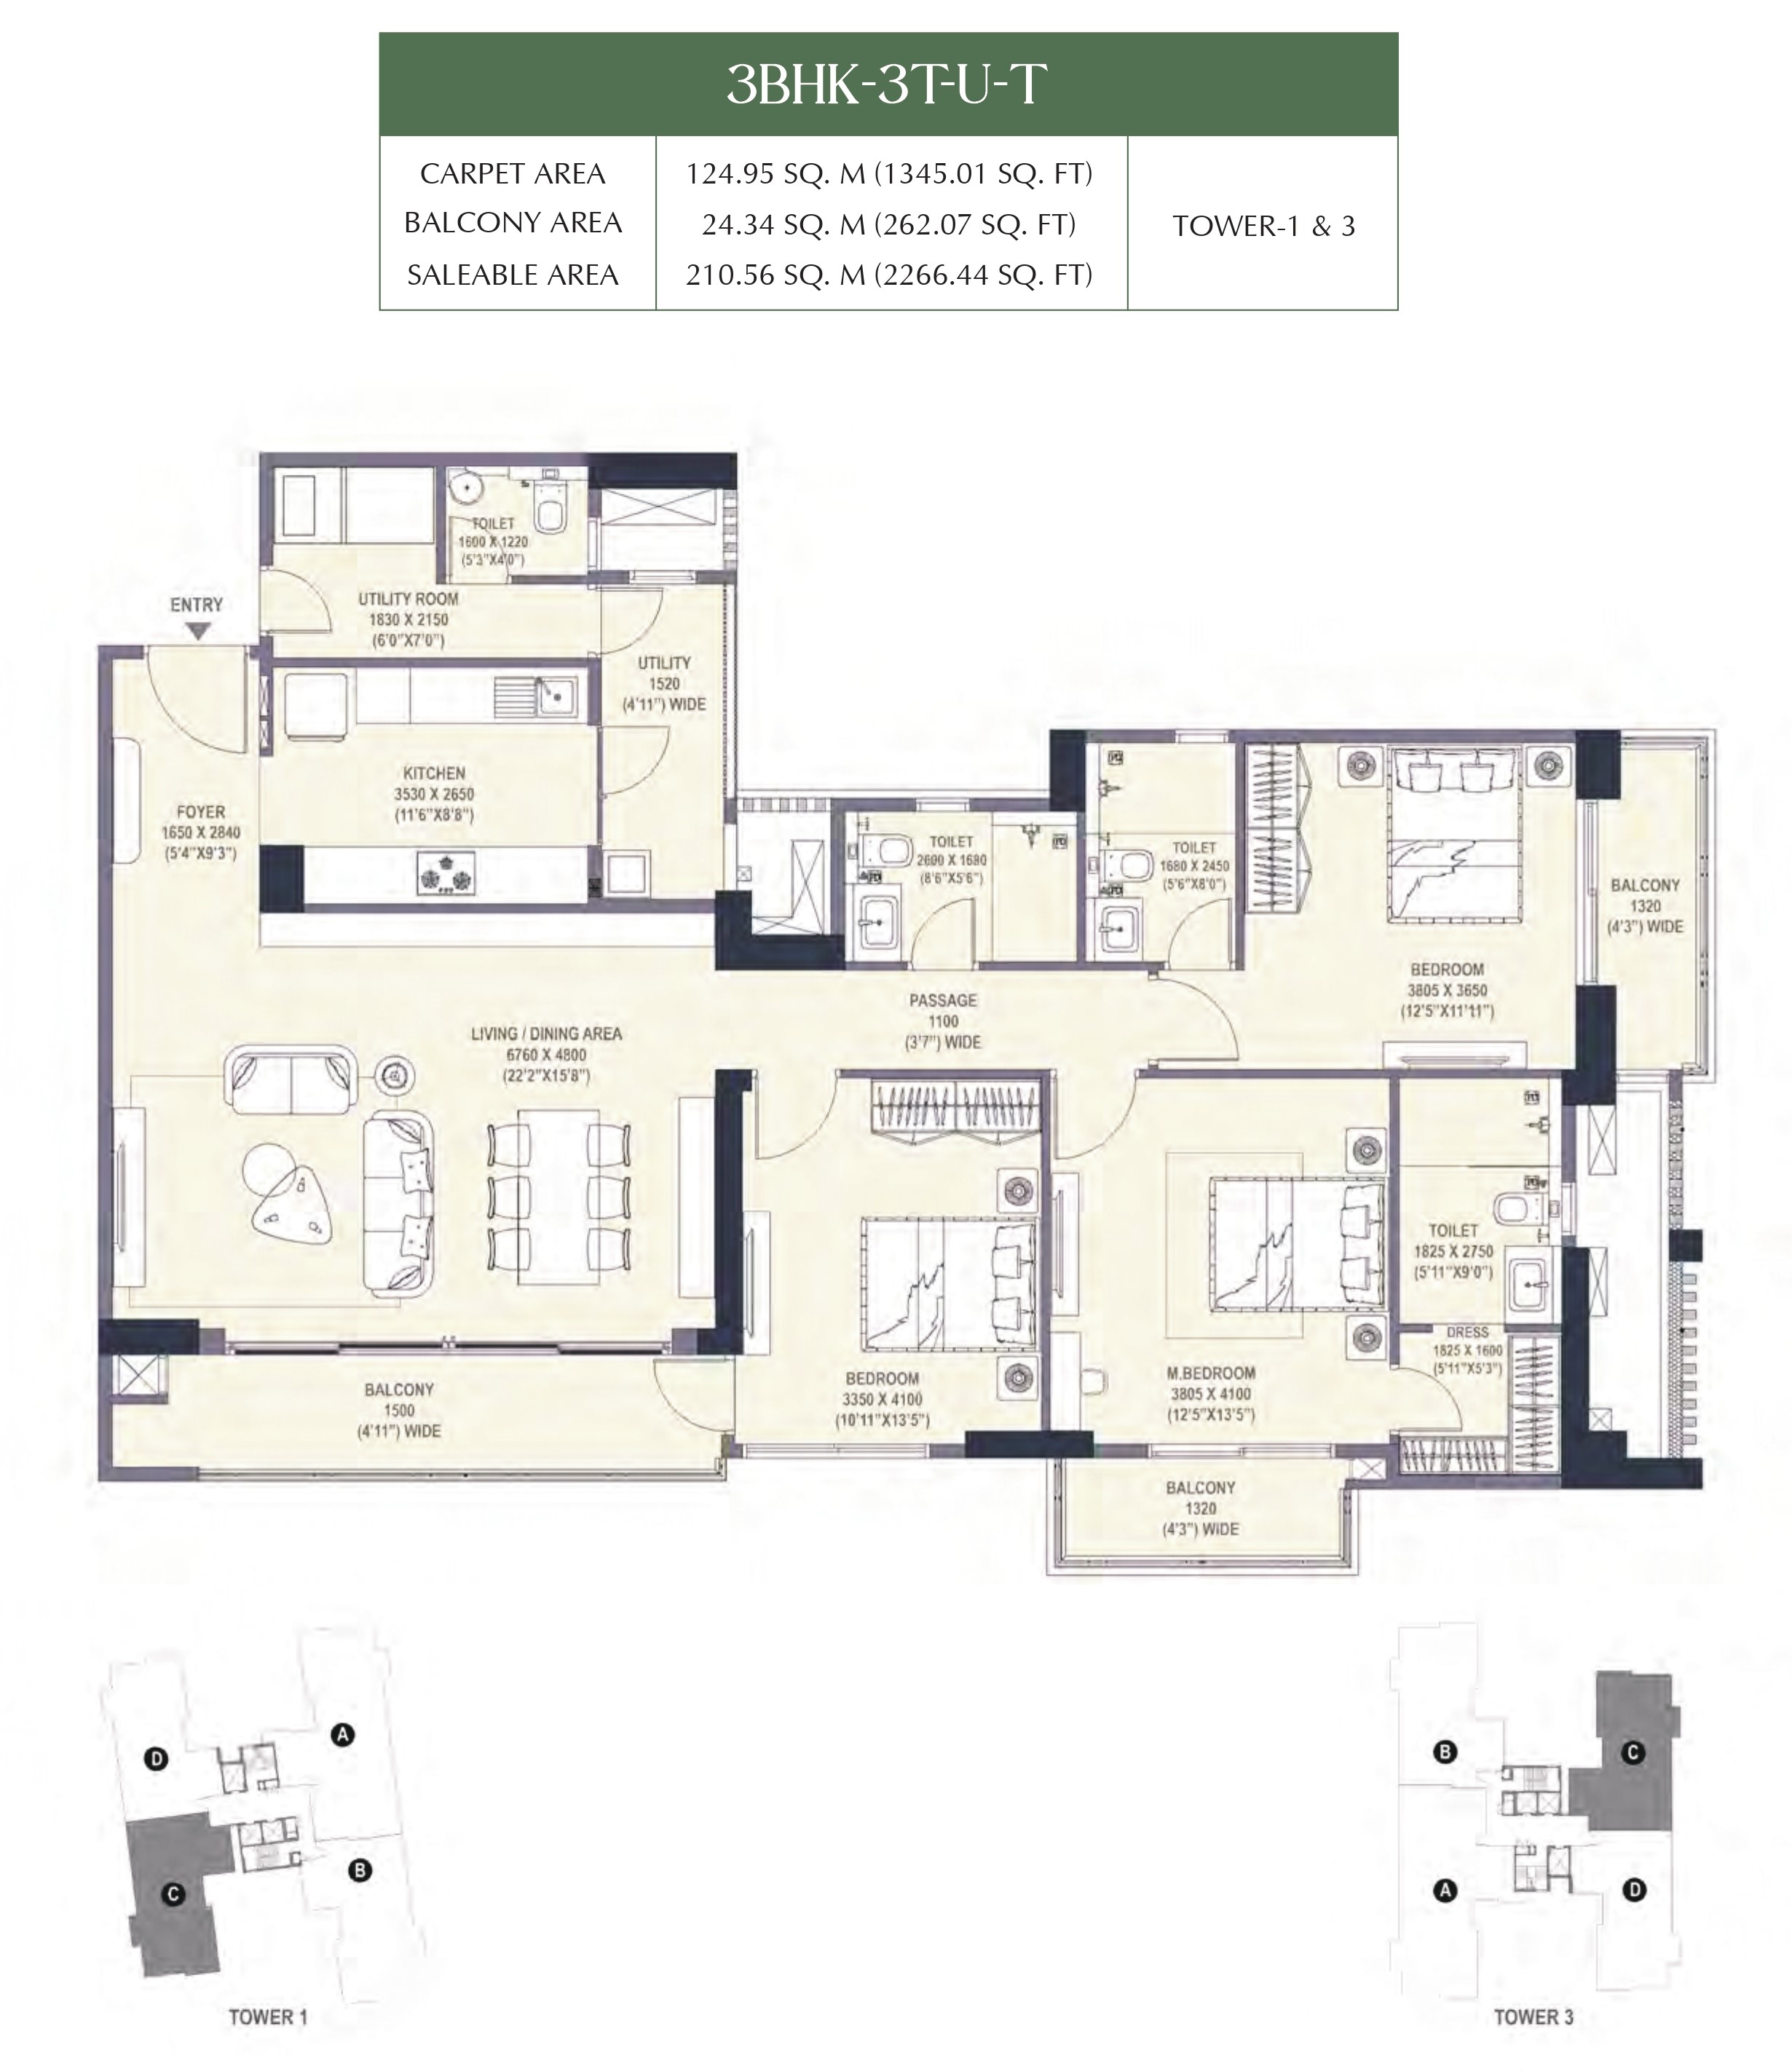 3BHK-3T-U-T
CARPET AREA
124.95 SQ. M (1345.01 SQ. FT)
BALCONY AREA
24.34 SQ. M (262.07 SQ. FT)
TOWER-1 & 3
SALEABLE AREA
210.56 SQ. M (2266.44 SQ. FT)
TOILET
1600 X 1220
(5'3"X4'0")
ENTRY
UTILITY ROOM
1830 X 2150
(6'0"X7'0")
UTILITY
1520
(4'11") WIDE
KITCHEN
3530 X 2650
(11'6"X8'8")
FOYER
1650 X 2840
(5'4"X9'3")
TOILET
2600 X 1680
(8'6"X5'6")
TOILET
1680 X 2450
(5'6"X8'0")
BALCONY
1320
(4'3") WIDE
BEDROOM
3805 X 3650
(12'5"X11'11")
PASSAGE
1100
(3'7") WIDE
LIVING / DINING AREA
6760 X 4800
(22'2"X15'8")
TOILET
1825 X 2750
(5'11"X9'0")
DRESS
1825 X 1600
(5'11"X5'3")
BALCONY
1500
(4'11") WIDE
BEDROOM
3350 X 4100
(10'11"X13'5")
M.BEDROOM
3805 X 4100
(12'5"X13'5")
BALCONY
1320
(4'3") WIDE
A
D
C
B
TOWER 1
B
C
A
D
TOWER 3